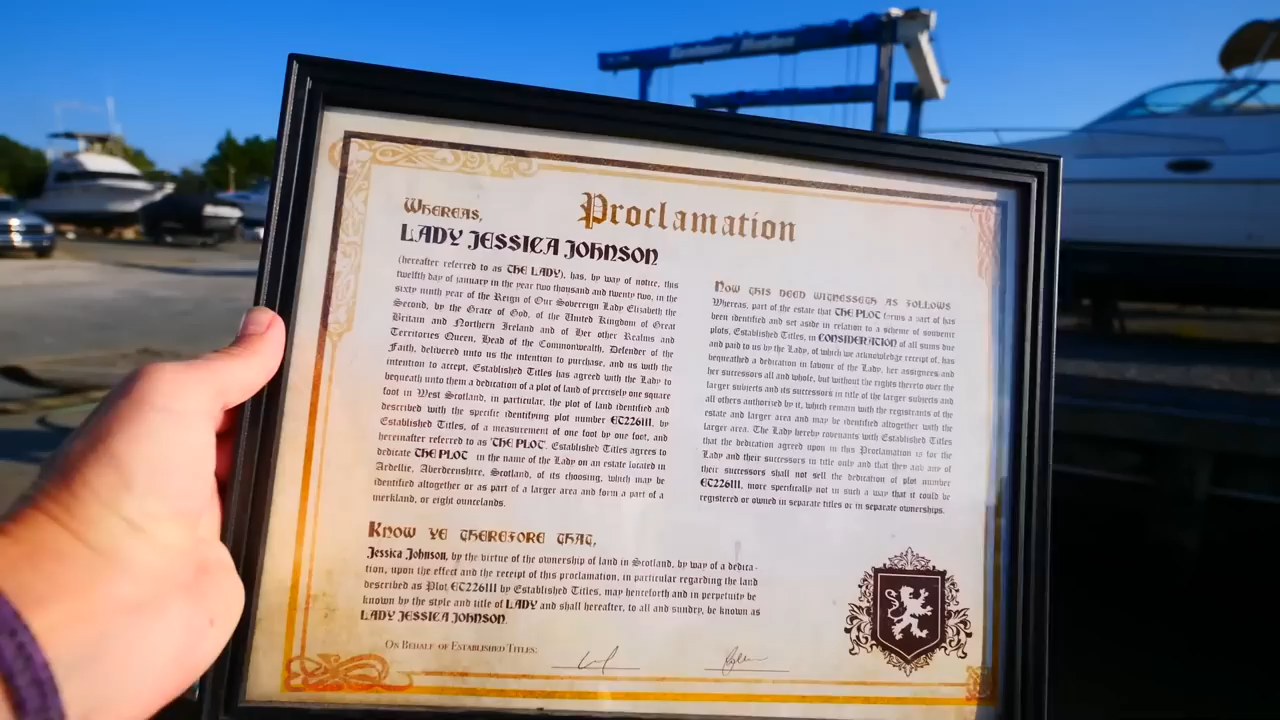 Proclamation
Whereas,
LADY JESSICA JOHNSON
(hereafter referred to as THE LADY), has, by way of notice, this
twelfth day of january in the year two thousand and twenty two, in the
sixty ninth year of the Reign of Our Sovereign Lady Elizabeth the
Second, by the Grace of God, of the United Kingdom of Great
Britain and Northern Ireland and of Her other Realms and
Territories Queen, Head of the Commonwealth, Defender of the
Faith, delivered unto us the intention to purchase, and us with the
intention to accept, Established Titles has agreed with the Lady to
bequeath unto them a dedication of a plot of land of precisely one square
foot in West Scotland, in particular, the plot of land identified and
described with the specific identifying plot number ET226111, by
Established Titles, of a measurement of one foot by one foot, and
hereinafter referred to as 'THE PLOT'. Established Titles agrees to
dedicate THE PLOT in the name of the Lady on an estate located in
Ardellie, Aberdeenshire, Scotland, of its choosing, which may be
identified altogether or as part of a larger area and form a part of a
merkland, or eight ouncelands.
Now this deed witnesseth as follows
Whereas, part of the estate that THE PLOT forms a part of has
been identified and set aside in relation to a scheme of souvenir
plots, Established Titles, in CONSIDERATION of all sums due
and paid to us by the Lady, of which we acknowledge receipt of, has
bequeathed a dedication in favour of the Lady, her assignees and
her successors all and whole, but without the rights thereto over the
larger subjects and its successors in title of the larger subjects and
all others authorized by it, which remain with the registrants of the
estate and larger area and may be identified altogether with the
larger area. The Lady hereby covenants with Established Titles
that the dedication agreed upon in this Proclamation is for the
Lady and their successors in title only and that they nor any of
their successors shall not sell the dedication of plot number
ET226111, more specifically not in such a way that it could be
registered or owned in separate titles or in separate ownerships.
Know ye therefore that,
Jessica Johnson, by the virtue of the ownership of land in Scotland, by way of a dedica-
tion, upon the effect and the receipt of this proclamation, in particular regarding the land
described as Plot ET226111 by Established Titles, may henceforth and in perpetuity be
known by the style and title of LADY and shall hereafter, to all and sundry, be known as
LADY JESSICA JOHNSON.
On Behalf of Established Titles: